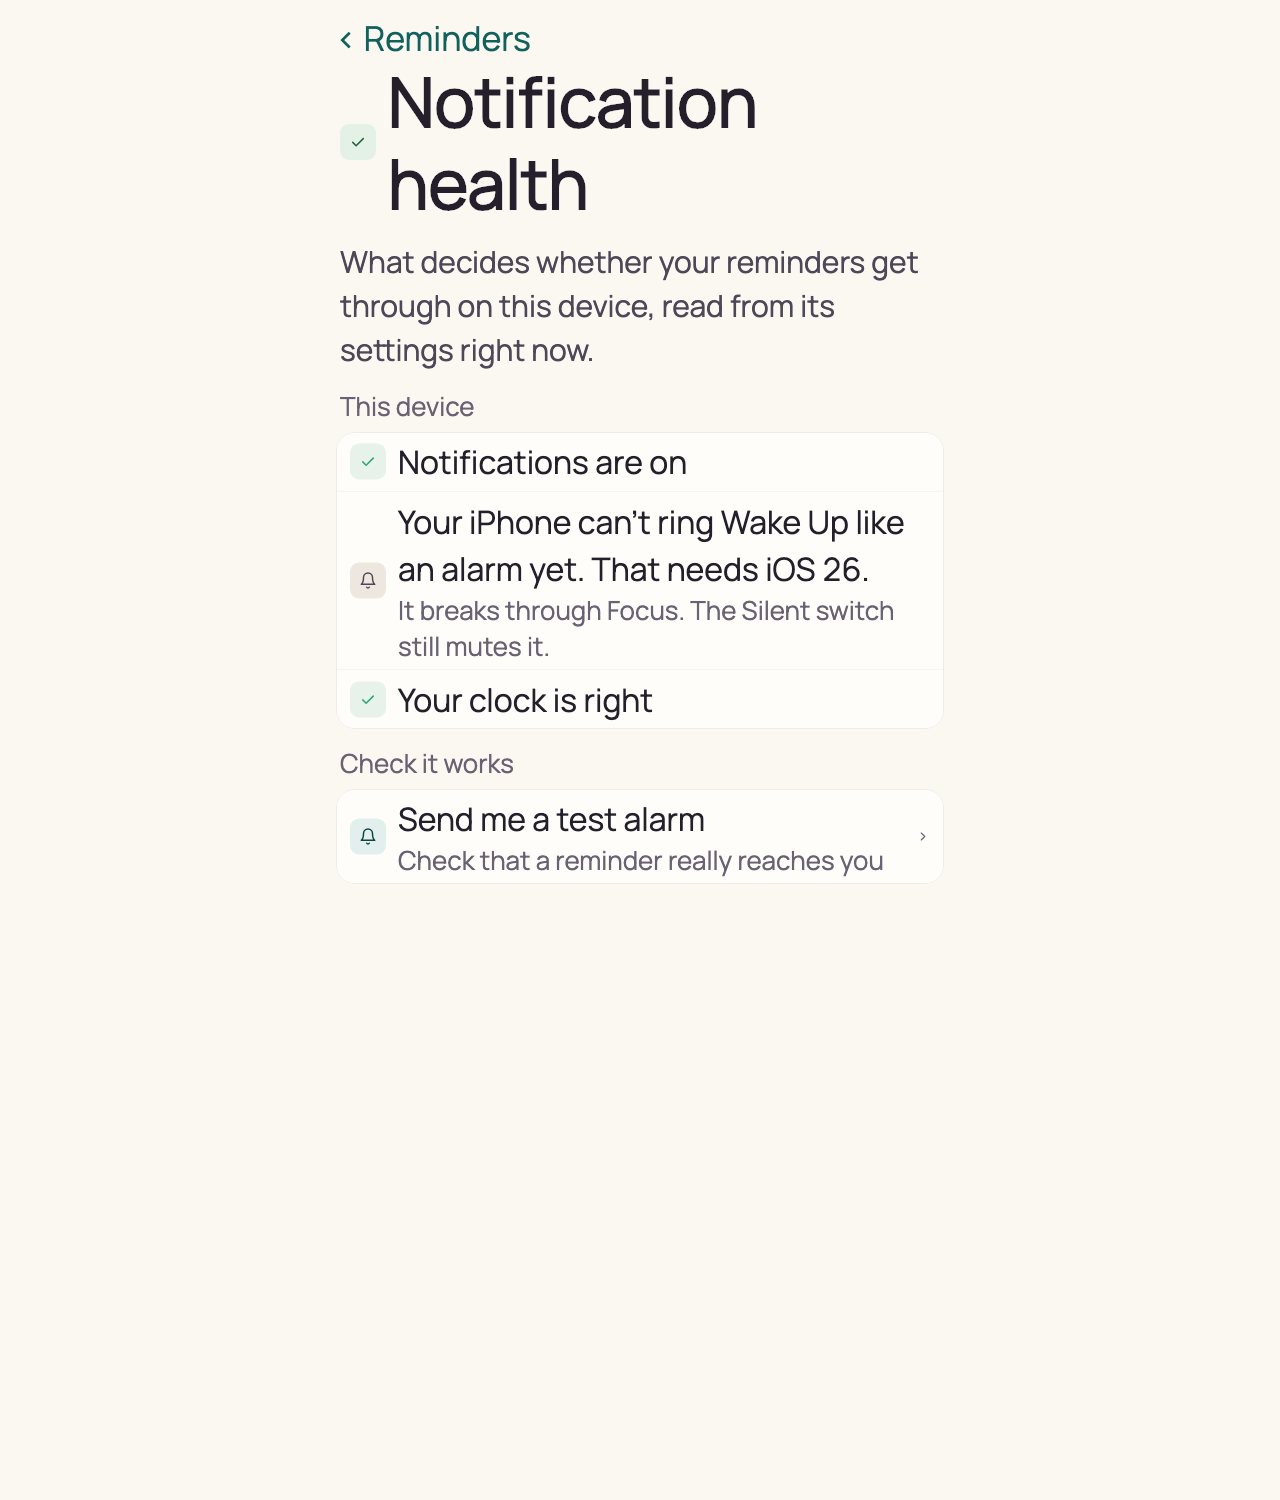 Reminders
Notification
health
What decides whether your reminders get
through on this device, read from its
settings right now.
This device
Notifications are on
Your iPhone can’t ring Wake Up like
an alarm yet. That needs iOS 26.
It breaks through Focus. The Silent switch
still mutes it.
Your clock is right
Check it works
Send me a test alarm
Check that a reminder really reaches you